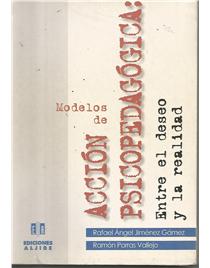 Modelos
de
ACCIÓN
PSICOPEDAGÓGICA:
Entre el deseo
y la realidad
Rafael Ángel Jiménez Gámez
Ramón Porras Vallejo
EDICIONES
ALJIBE